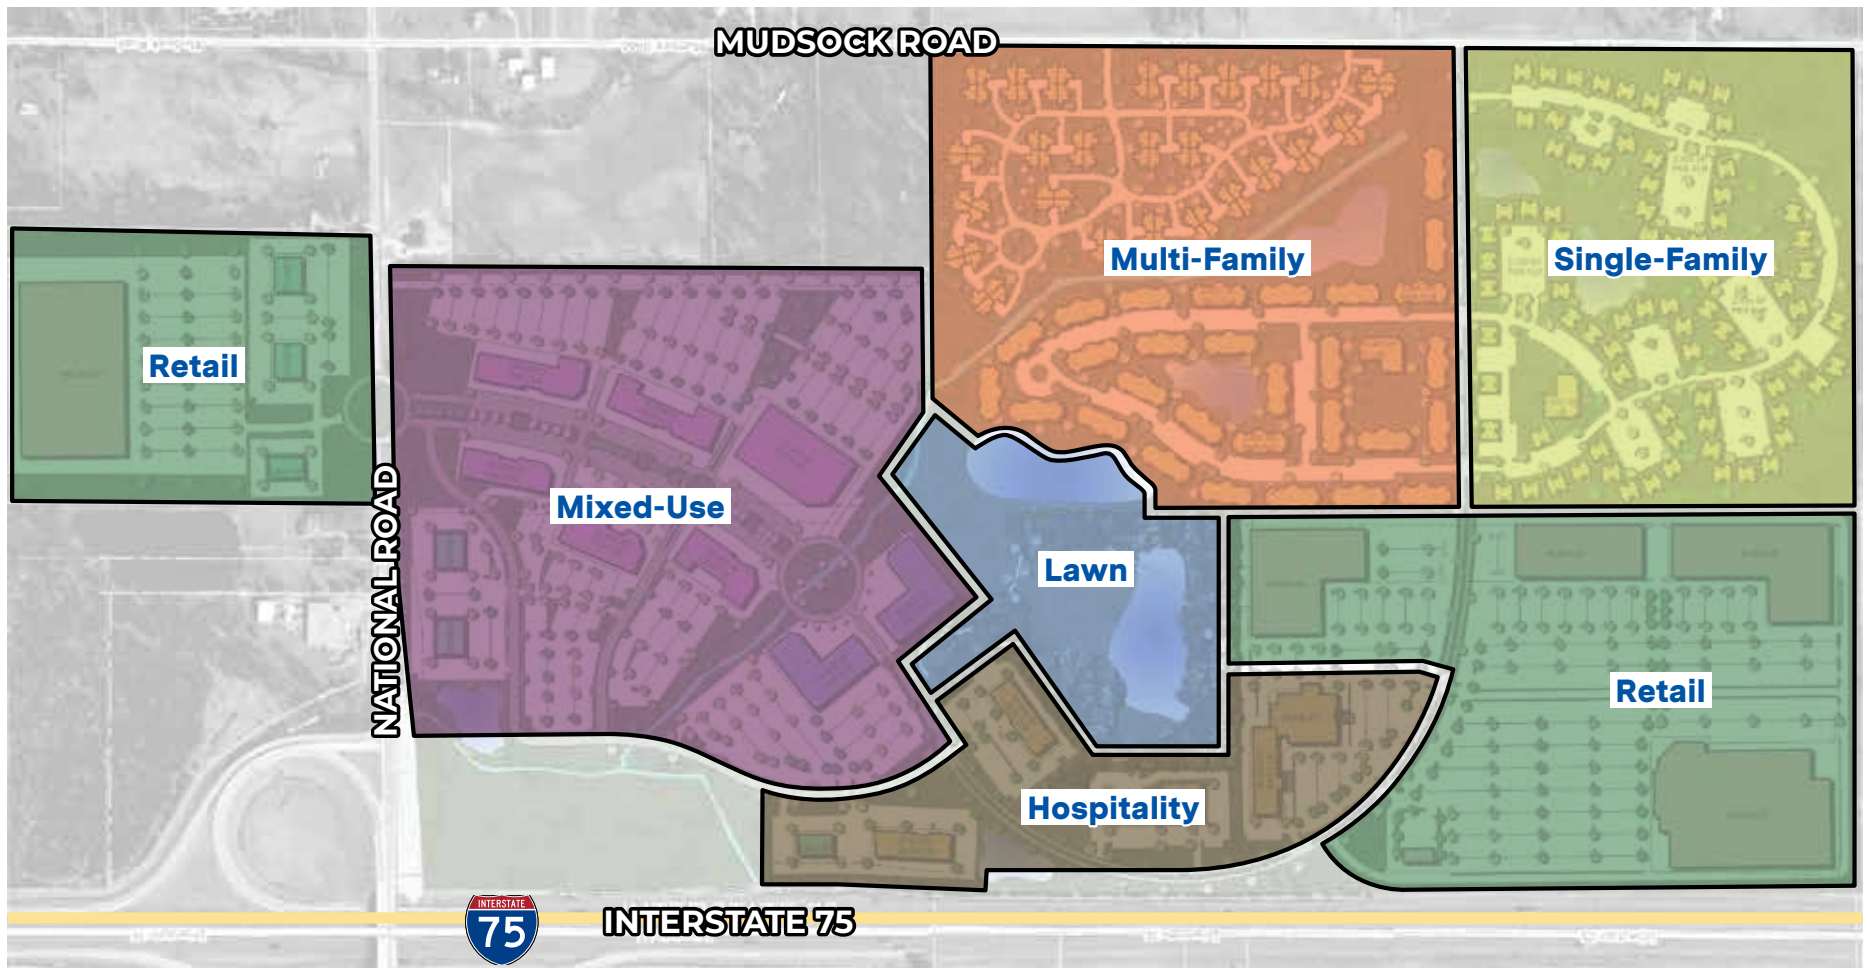 MUDSOCK ROAD
Multi-Family
Single-Family
Retail
Mixed-Use
NATIONAL ROAD
Lawn
Retail
Hospitality
INTERSTATE
75
INTERSTATE 75